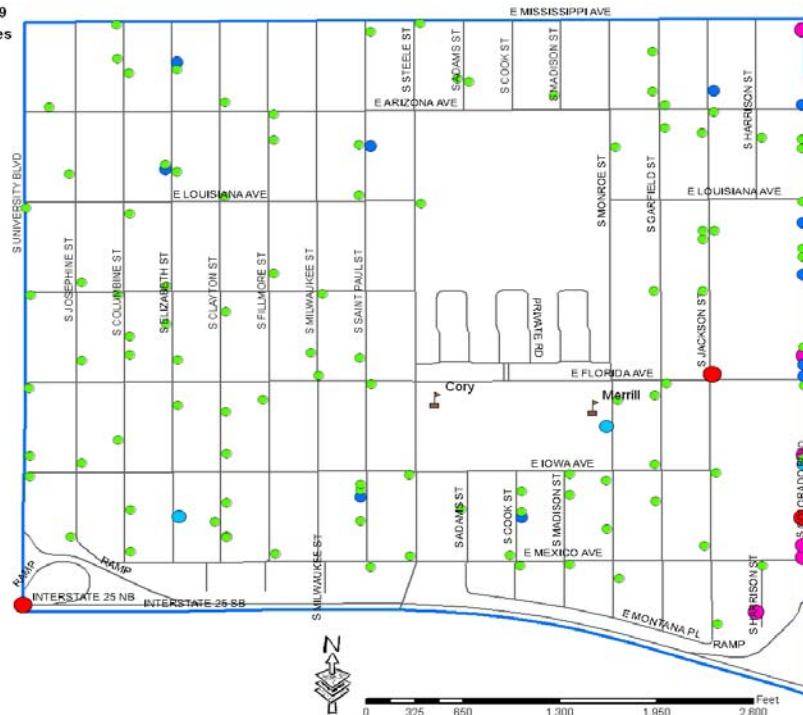 9
es
E MISSISSIPPI AVE
S STEELE ST
S ADAMS ST
S COOK ST
S MADISON ST
S HARRISON ST
E ARIZONA AVE
S UNIVERSITY BLVD
S MONROE ST
S GARFIELD ST
E LOUISIANA AVE
E LOUISIANA AVE
S JOSEPHINE ST
S COLUMBINE ST
S ELIZABETH ST
S CLAYTON ST
S FILLMORE ST
S MILWAUKEE ST
S SAINT PAUL ST
PRIVATE RD
S JACKSON ST
E FLORIDA AVE
Cory
Merrill
E IOWA AVE
S ADAMS ST
S COOK ST
S MADISON ST
E MEXICO AVE
RAMP
RAMP
INTERSTATE 25 NB
INTERSTATE 25 SB
S MILWAUKEE ST
S HARRISON ST
E MONTANA PL
RAMP
N
Feet
0 325 650 1,300 1,950 2,600